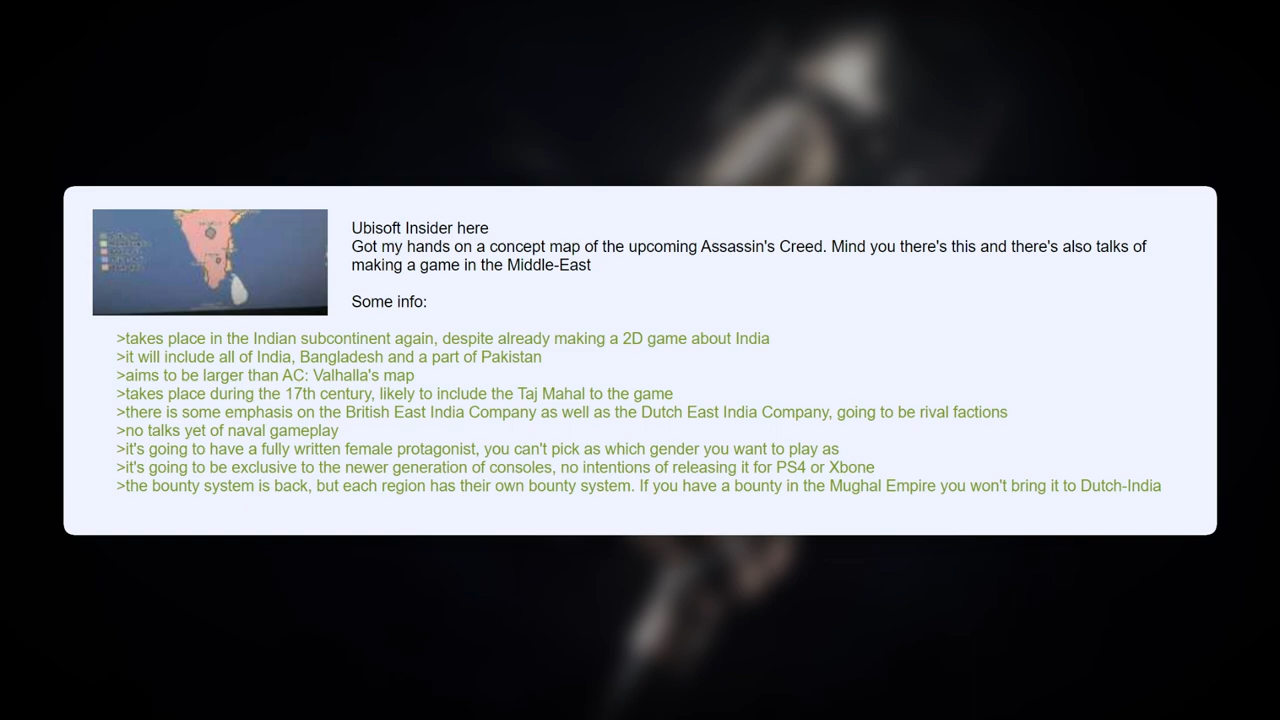 Ubisoft Insider here
Got my hands on a concept map of the upcoming Assassin's Creed. Mind you there's this and there's also talks of
making a game in the Middle-East
Some info:
>takes place in the Indian subcontinent again, despite already making a 2D game about India
>it will include all of India, Bangladesh and a part of Pakistan
>aims to be larger than AC: Valhalla's map
>takes place during the 17th century, likely to include the Taj Mahal to the game
>there is some emphasis on the British East India Company as well as the Dutch East India Company, going to be rival factions
>no talks yet of naval gameplay
>it's going to have a fully written female protagonist, you can't pick as which gender you want to play as
>it's going to be exclusive to the newer generation of consoles, no intentions of releasing it for PS4 or Xbone
>the bounty system is back, but each region has their own bounty system. If you have a bounty in the Mughal Empire you won't bring it to Dutch-India